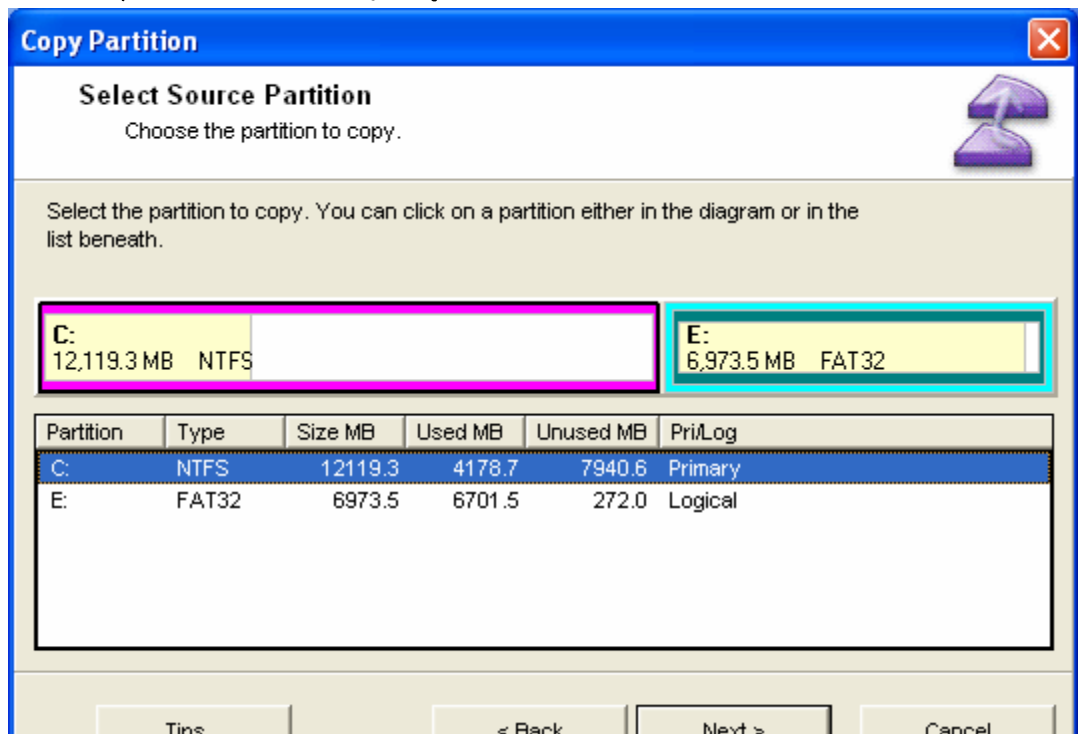 Copy Partition
Select Source Partition
Choose the partition to copy.
Select the partition to copy. You can click on a partition either in the diagram or in the
list beneath.
C:
12,119.3 MB NTFS
E:
6,973.5 MB FAT32
Partition Type Size MB Used MB Unused MB Pri/Log
C: NTFS 12119.3 4178.7 7940.6 Primary
E: FAT32 6973.5 6701.5 272.0 Logical
Tips... < Back Next > Cancel